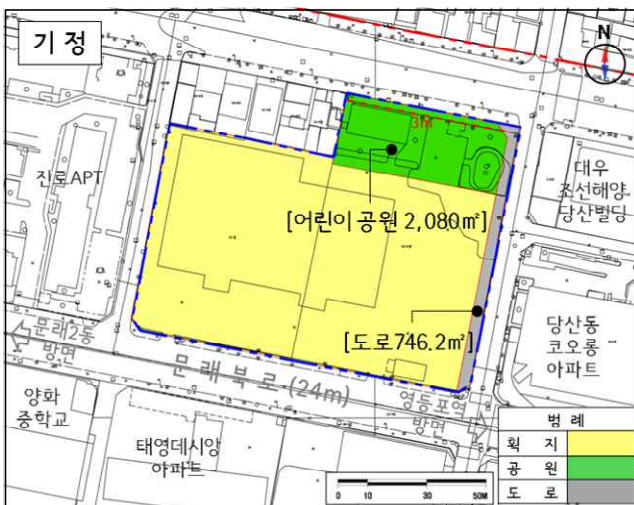 기 정
N
3m
진로APT
대우
조선해양
당산빌딩
[어린이 공원 2,080㎡]
[도로746.2㎡]
당산동
코오롱
아파트
문래2동
방면
문 래 북 로 (24m)
영등포역
방면
양화
중학교
태영데시앙
아파트
범 례
획 지
공 원
도 로
0 10 30 50M